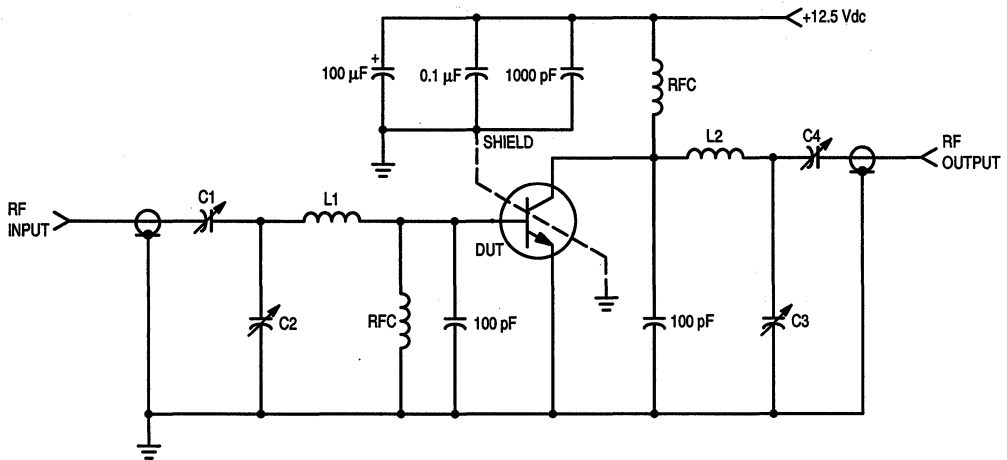 +12.5 Vdc
+
100 µF
0.1 µF
1000 pF
RFC
SHIELD
L2
C4
RF
OUTPUT
C1
L1
RF
INPUT
DUT
C2
RFC
100 pF
100 pF
C3